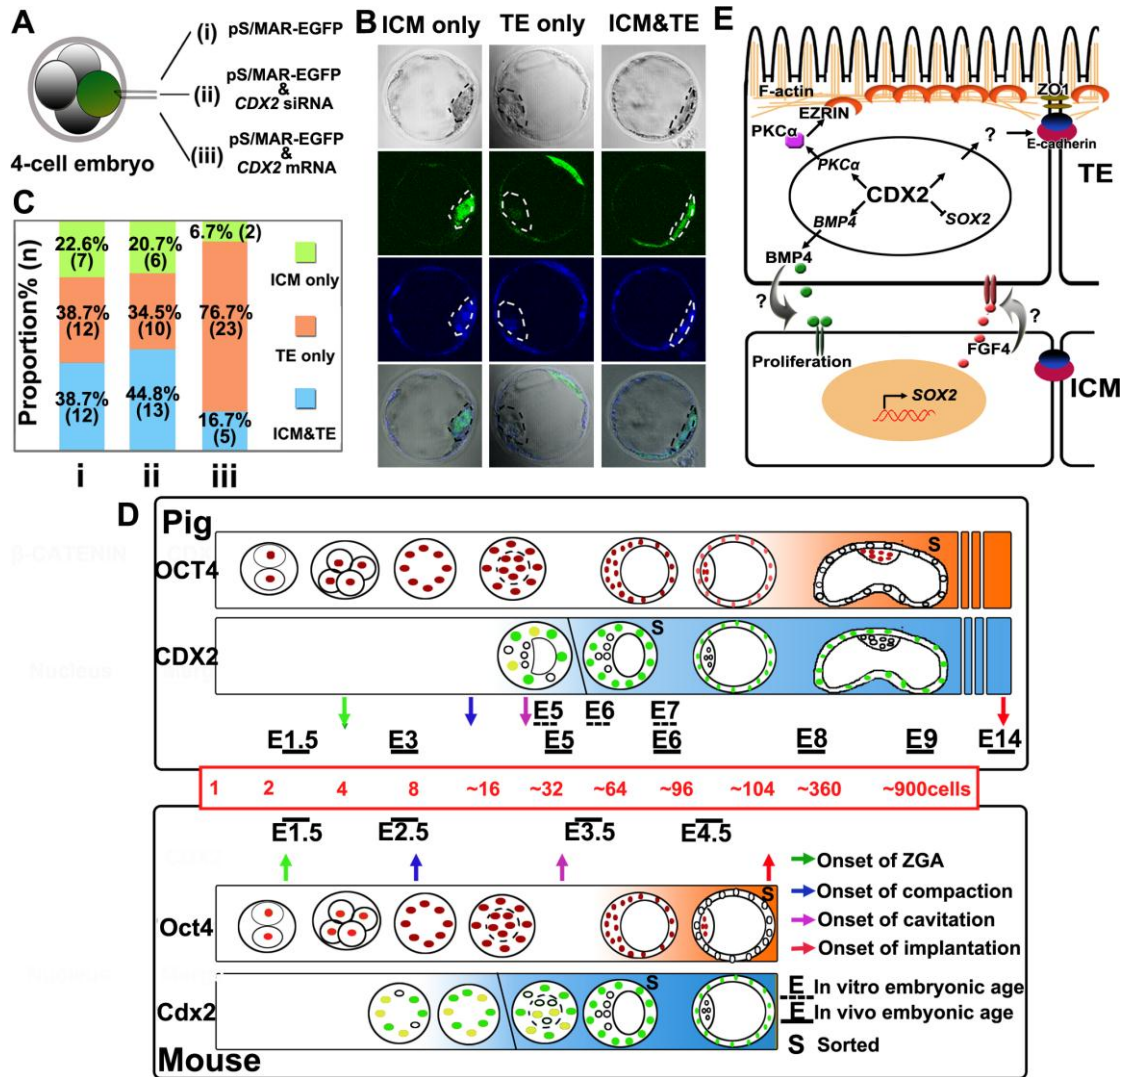 A
4-cell embryo
(i) pS/MAR-EGFP
(ii) pS/MAR-EGFP
&
CDX2 siRNA
(iii) pS/MAR-EGFP
&
CDX2 mRNA
B
ICM only TE only ICM&TE
C
Proportion% (n)
22.6%
(7)
20.7%
(6)
6.7% (2)
38.7%
(12)
34.5%
(10)
76.7%
(23)
38.7%
(12)
44.8%
(13)
16.7%
(5)
ICM only
TE only
ICM&TE
i ii iii
E
F-actin
ZO1
EZRIN
PKCα
?
E-cadherin
PKCα
TE
CDX2
BMP4
SOX2
BMP4
?
?
FGF4
Proliferation
SOX2
ICM
D
Pig
OCT4
S
CDX2
S
E5 E6 E7
E1.5 E3 E5 E6 E8 E9 E14
1 2 4 8 ~16 ~32 ~64 ~96 ~104 ~360 ~900cells
E1.5 E2.5 E3.5 E4.5
Oct4
S
Cdx2
S
Mouse
Onset of ZGA
Onset of compaction
Onset of cavitation
Onset of implantation
E In vitro embryonic age
E In vivo embyonic age
S Sorted